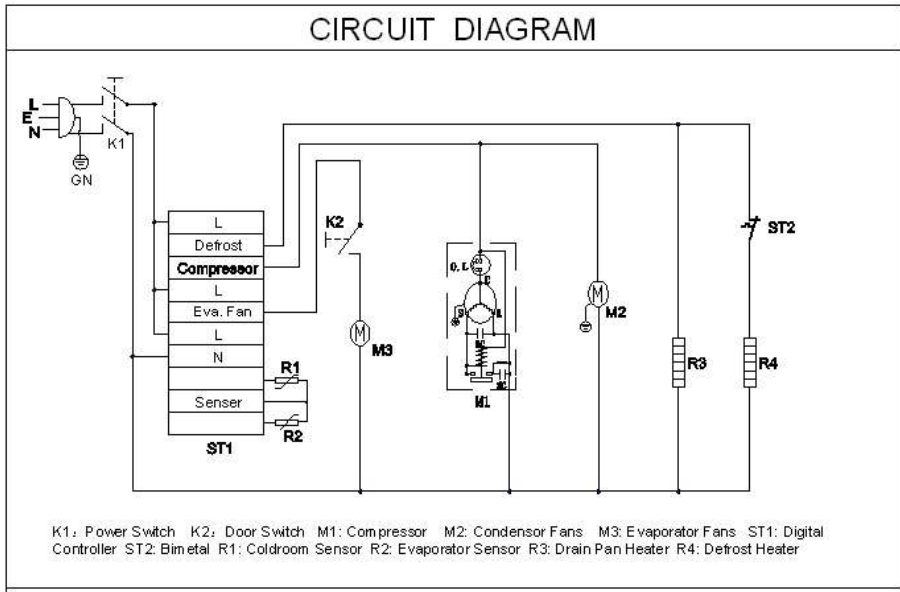 CIRCUIT DIAGRAM
L
E
N
K1
GN
L
Defrost
Compressor
L
Eva. Fan
L
N
Senser
ST1
R1
R2
K2
M
M3
O.L
C
S
R
M1
M
M2
ST2
R3
R4
K1: Power Switch K2: Door Switch M1: Compressor M2: Condensor Fans M3: Evaporator Fans ST1: Digital
Controller ST2: Bimetal R1: Coldroom Sensor R2: Evaporator Sensor R3: Drain Pan Heater R4: Defrost Heater